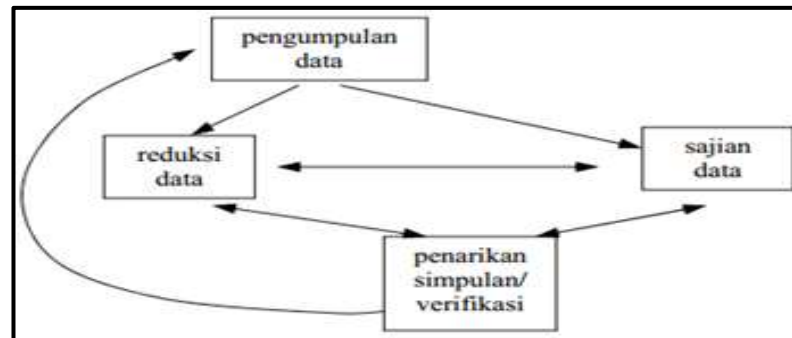 pengumpulan
data
reduksi
data
sajian
data
penarikan
simpulan/
verifikasi